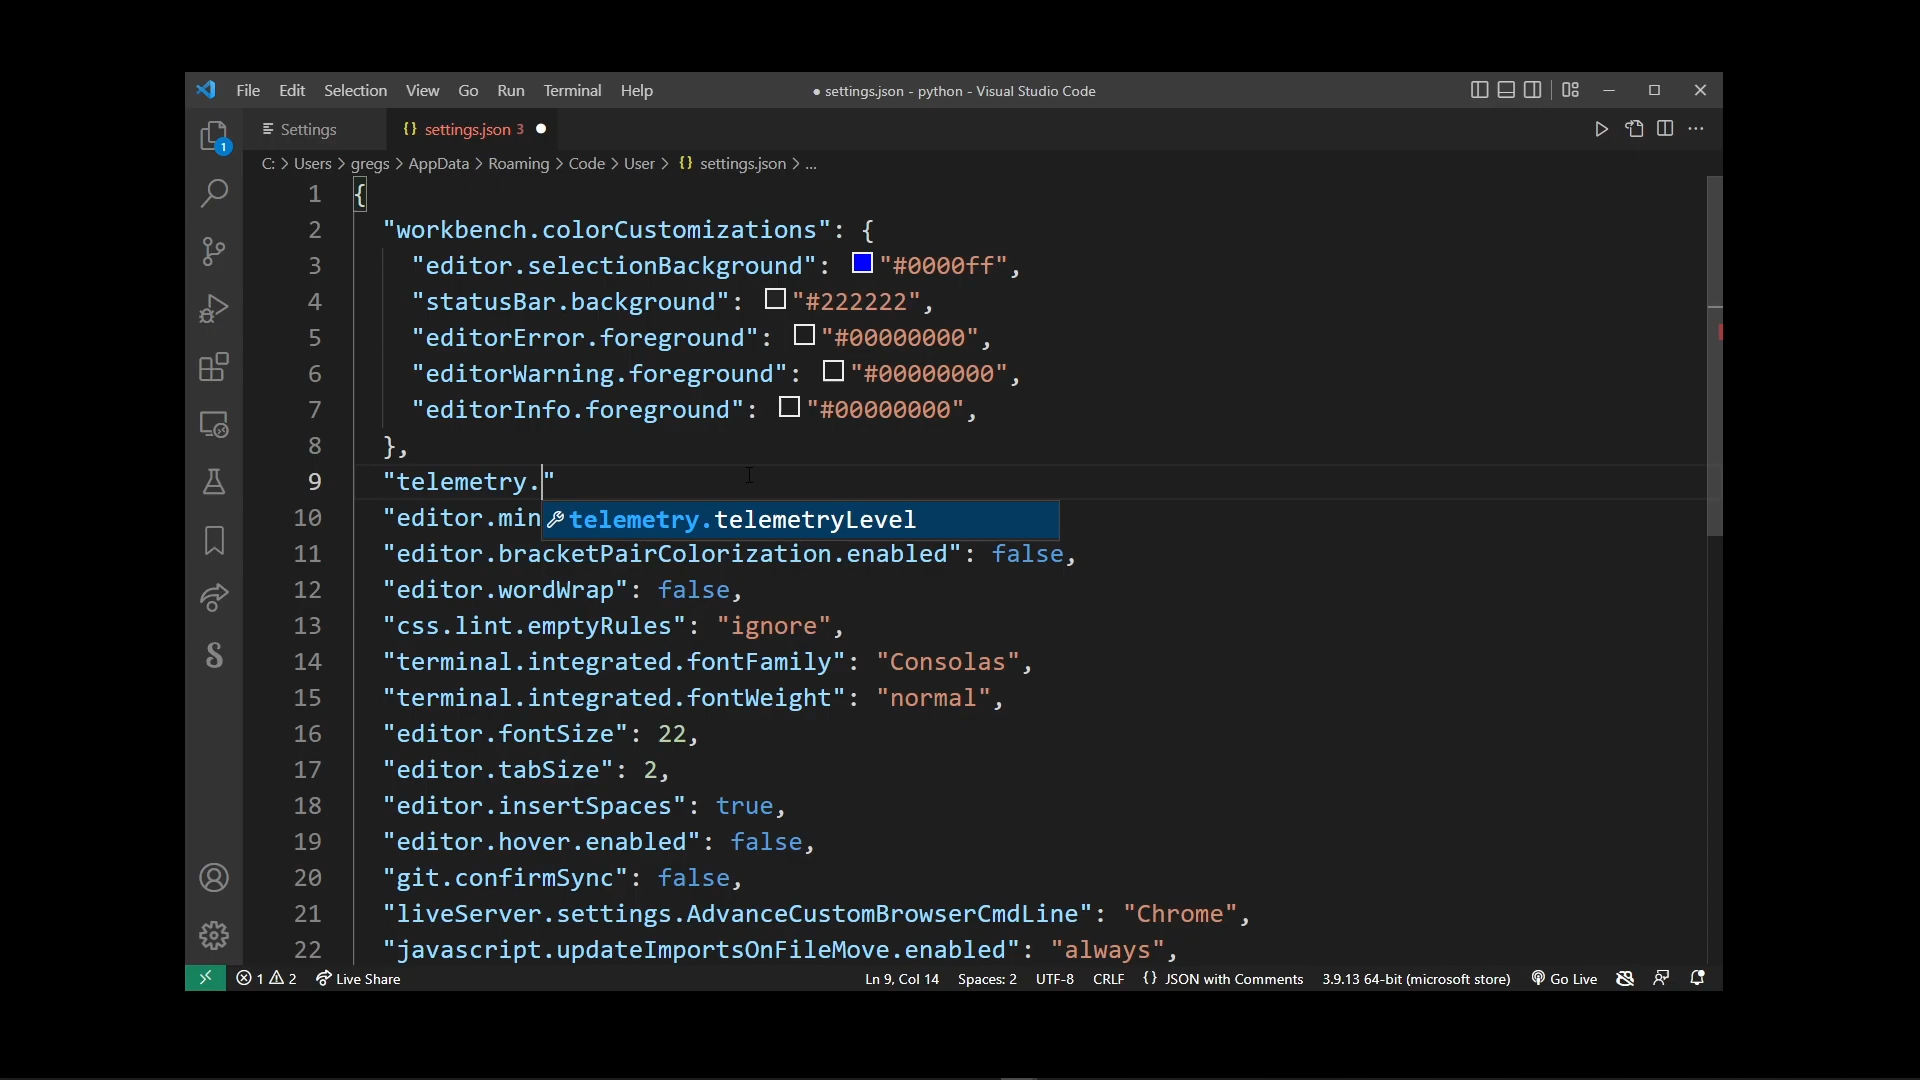 File Edit Selection View Go Run Terminal Help
● settings.json - python - Visual Studio Code
Settings
{} settings.json 3 ●
1
C: > Users > gregs > AppData > Roaming > Code > User > {} settings.json > ...
1 {
2 "workbench.colorCustomizations": {
3 "editor.selectionBackground": "#0000ff",
4 "statusBar.background": "#222222",
5 "editorError.foreground": "#00000000",
6 "editorWarning.foreground": "#00000000",
7 "editorInfo.foreground": "#00000000",
8 },
9 "telemetry."
10 "editor.min
telemetry.telemetryLevel
11 "editor.bracketPairColorization.enabled": false,
12 "editor.wordWrap": false,
13 "css.lint.emptyRules": "ignore",
14 "terminal.integrated.fontFamily": "Consolas",
15 "terminal.integrated.fontWeight": "normal",
16 "editor.fontSize": 22,
17 "editor.tabSize": 2,
18 "editor.insertSpaces": true,
19 "editor.hover.enabled": false,
20 "git.confirmSync": false,
21 "liveServer.settings.AdvanceCustomBrowserCmdLine": "Chrome",
22 "javascript.updateImportsOnFileMove.enabled": "always",
1 2 Live Share Ln 9, Col 14 Spaces: 2 UTF-8 CRLF {} JSON with Comments 3.9.13 64-bit (microsoft store) Go Live